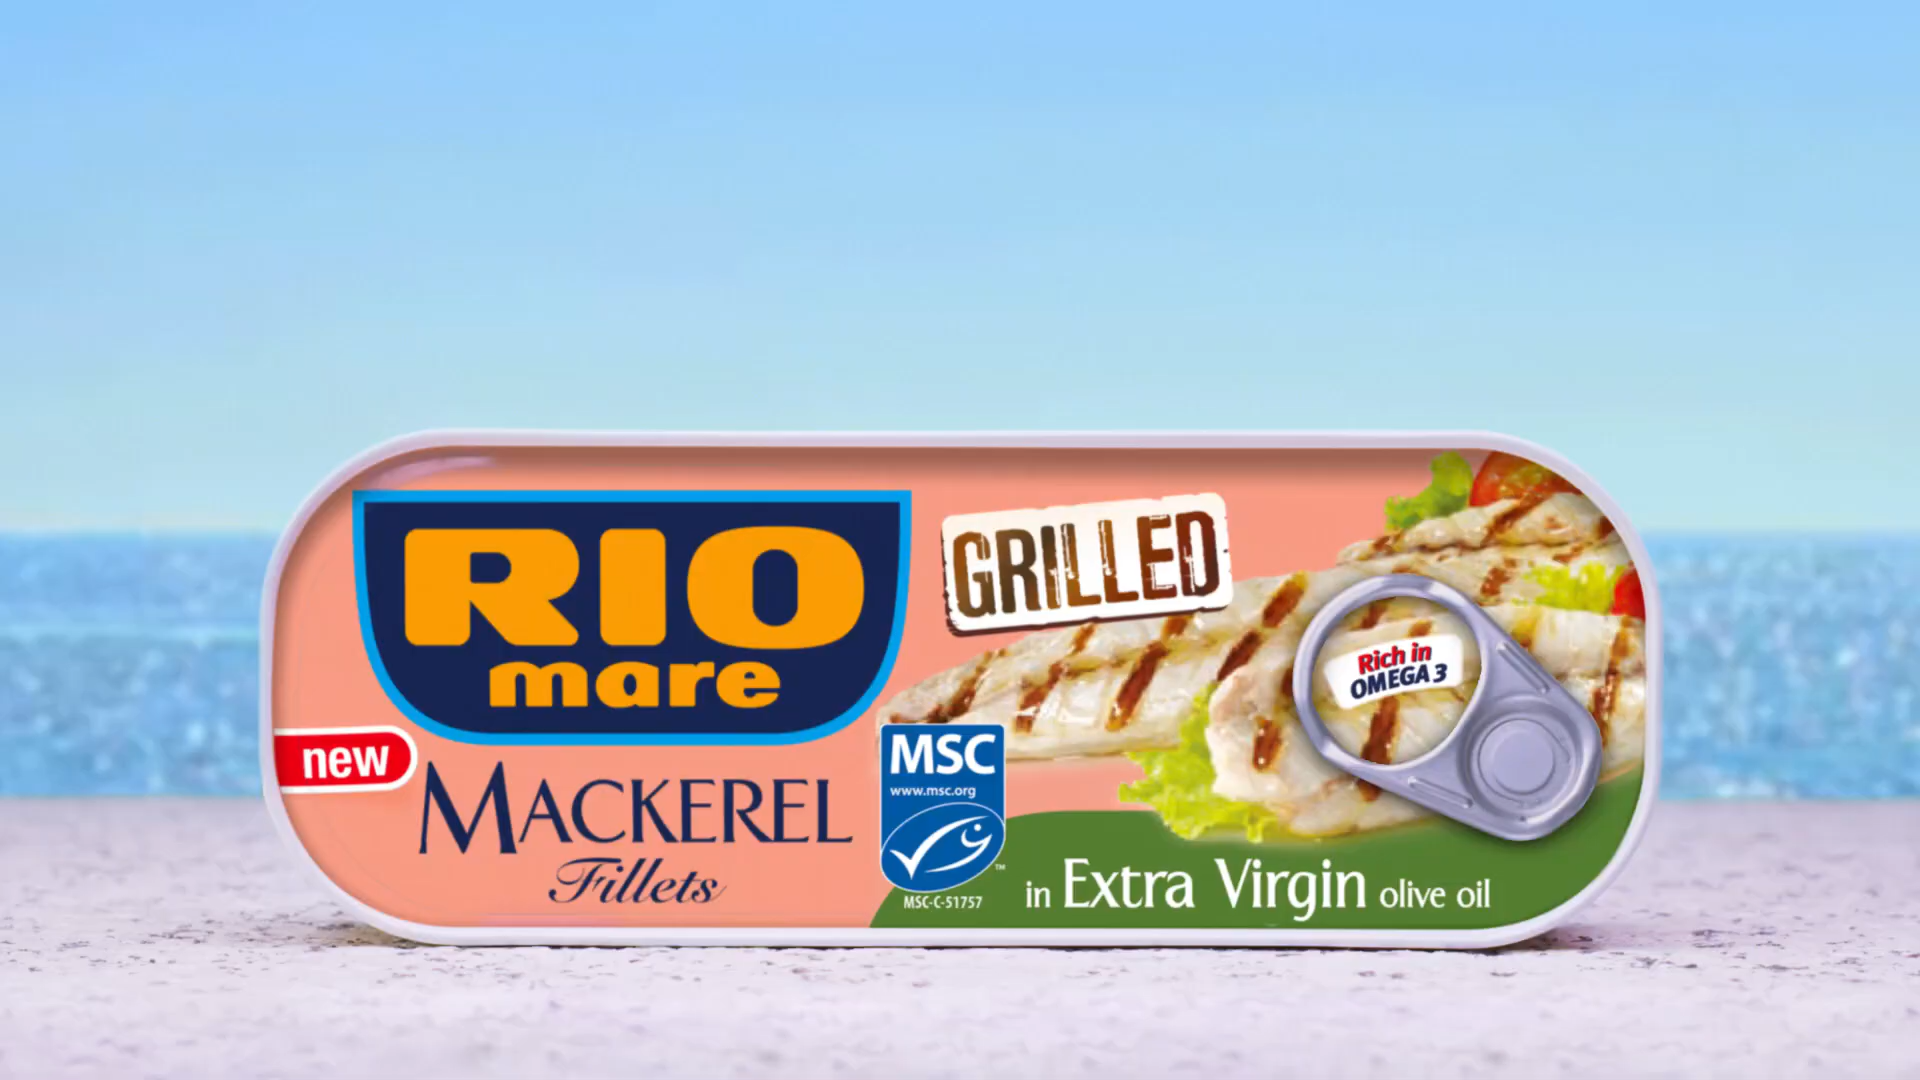 RIO
mare
GRILLED
Rich in
OMEGA 3
new
MACKEREL
Fillets
MSC
www.msc.org
™
MSC-C-51757
in Extra Virgin olive oil